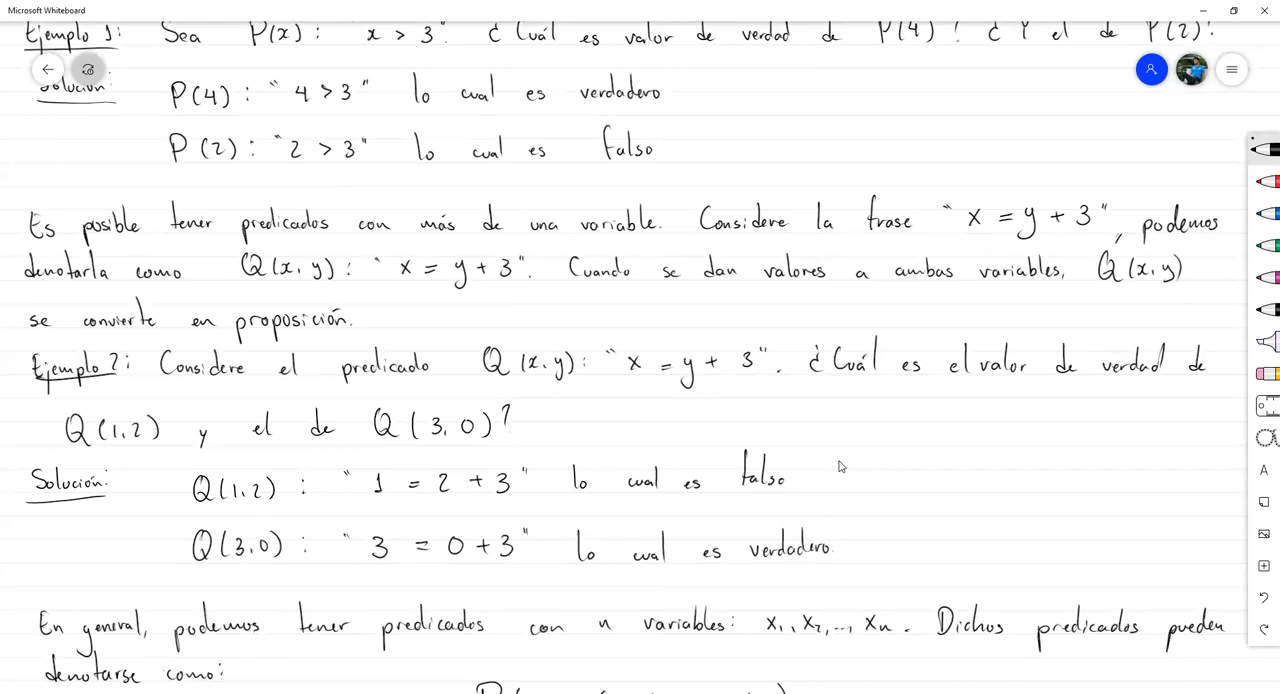 Microsoft Whiteboard
Ejemplo 1: Sea P(x): "x > 3". ¿Cuál es valor de verdad de P(4)? ¿Y el de P(2)?
Solución:
P(4): "4 > 3" lo cual es verdadero
P(2): "2 > 3" lo cual es falso
Es posible tener predicados con más de una variable. Considere la frase "x = y + 3", podemos
denotarla como Q(x, y): "x = y + 3". Cuando se dan valores a ambas variables, Q(x, y)
se convierte en proposición.
Ejemplo 2: Considere el predicado Q(x, y): "x = y + 3". ¿Cuál es el valor de verdad de
Q(1,2) y el de Q(3,0)?
Solución: Q(1,2): "1 = 2 + 3" lo cual es falso
Q(3,0): "3 = 0 + 3" lo cual es verdadero.
En general, podemos tener predicados con n variables: x₁, x₂, ..., xₙ. Dichos predicados pueden
denotarse como: